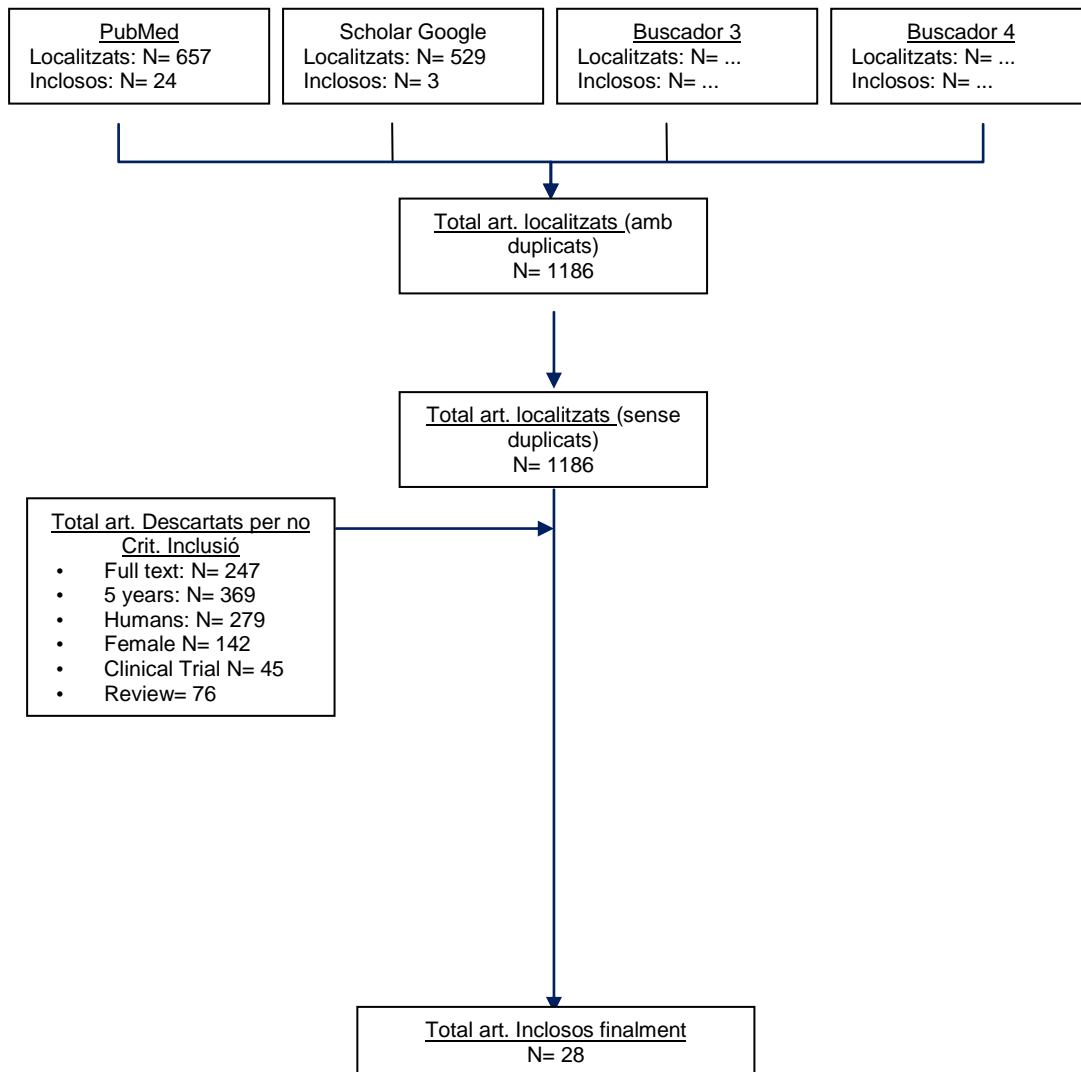 PubMed
Localitzats: N= 657
Inclosos: N= 24
Scholar Google
Localitzats: N= 529
Inclosos: N= 3
Buscador 3
Localitzats: N= ...
Inclosos: N= ...
Buscador 4
Localitzats: N= ...
Inclosos: N= ...
Total art. localitzats (amb
duplicats)
N= 1186
Total art. localitzats (sense
duplicats)
N= 1186
Total art. Descartats per no
Crit. Inclusió
• Full text: N= 247
• 5 years: N= 369
• Humans: N= 279
• Female N= 142
• Clinical Trial N= 45
• Review= 76
Total art. Inclosos finalment
N= 28